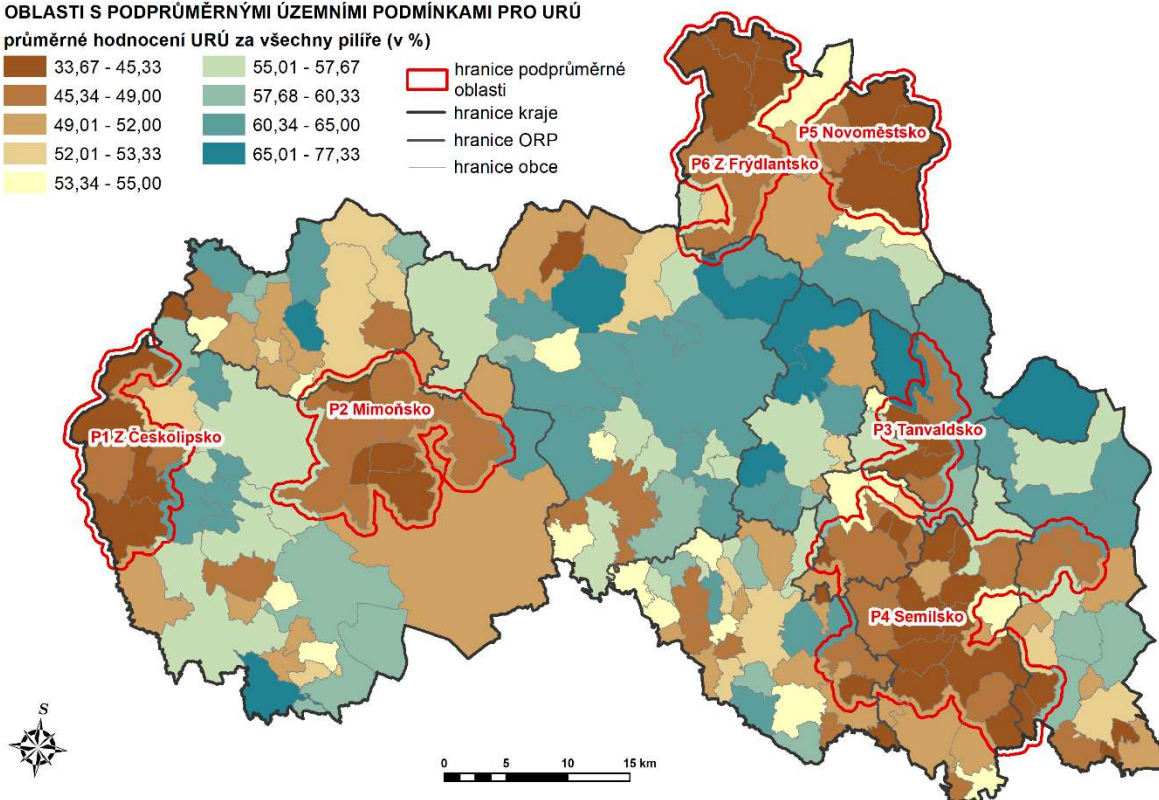 OBLASTI S PODPRŮMĚRNÝMI ÚZEMNÍMI PODMÍNKAMI PRO URÚ
průměrné hodnocení URÚ za všechny pilíře (v %)
33,67 - 45,33
45,34 - 49,00
49,01 - 52,00
52,01 - 53,33
53,34 - 55,00
55,01 - 57,67
57,68 - 60,33
60,34 - 65,00
65,01 - 77,33
hranice podprůměrné
oblasti
hranice kraje
hranice ORP
hranice obce
P5 Novoměstsko
P6 Z Frýdlantsko
P2 Mimoňsko
P1 Z Českolipsko
P3 Tanvaldsko
P4 Semilsko
S
0 5 10 15 km